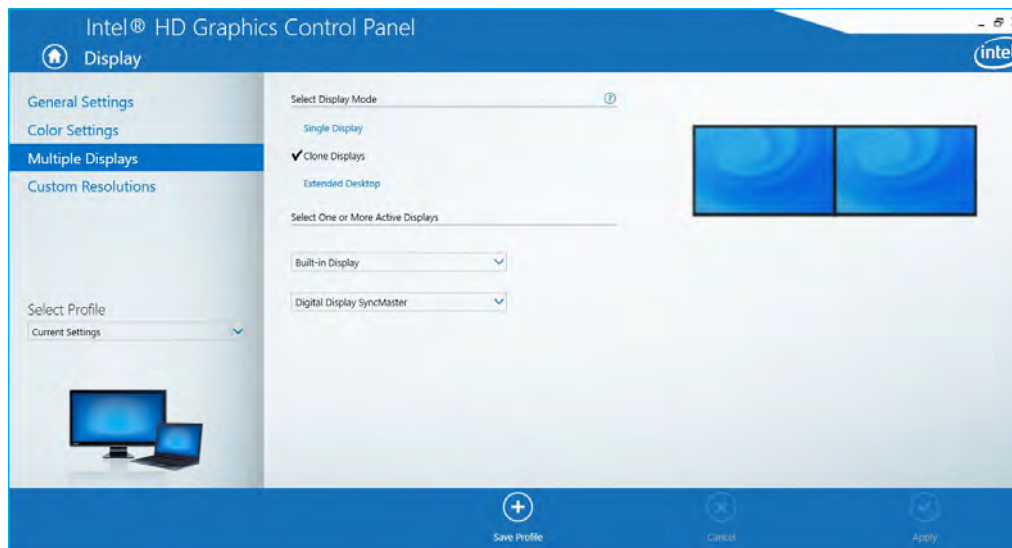 Intel® HD Graphics Control Panel
Display
General Settings
Color Settings
Multiple Displays
Custom Resolutions
Select Profile
Current Settings
Select Display Mode
Single Display
Clone Displays
Extended Desktop
Select One or More Active Displays
Built-in Display
Digital Display SyncMaster
Save Profile
Cancel
Apply